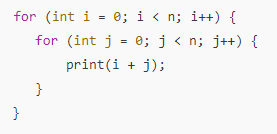 for (int i = 0; i < n; i++) {
   for (int j = 0; j < n; j++) {
       print(i + j);
   }
}